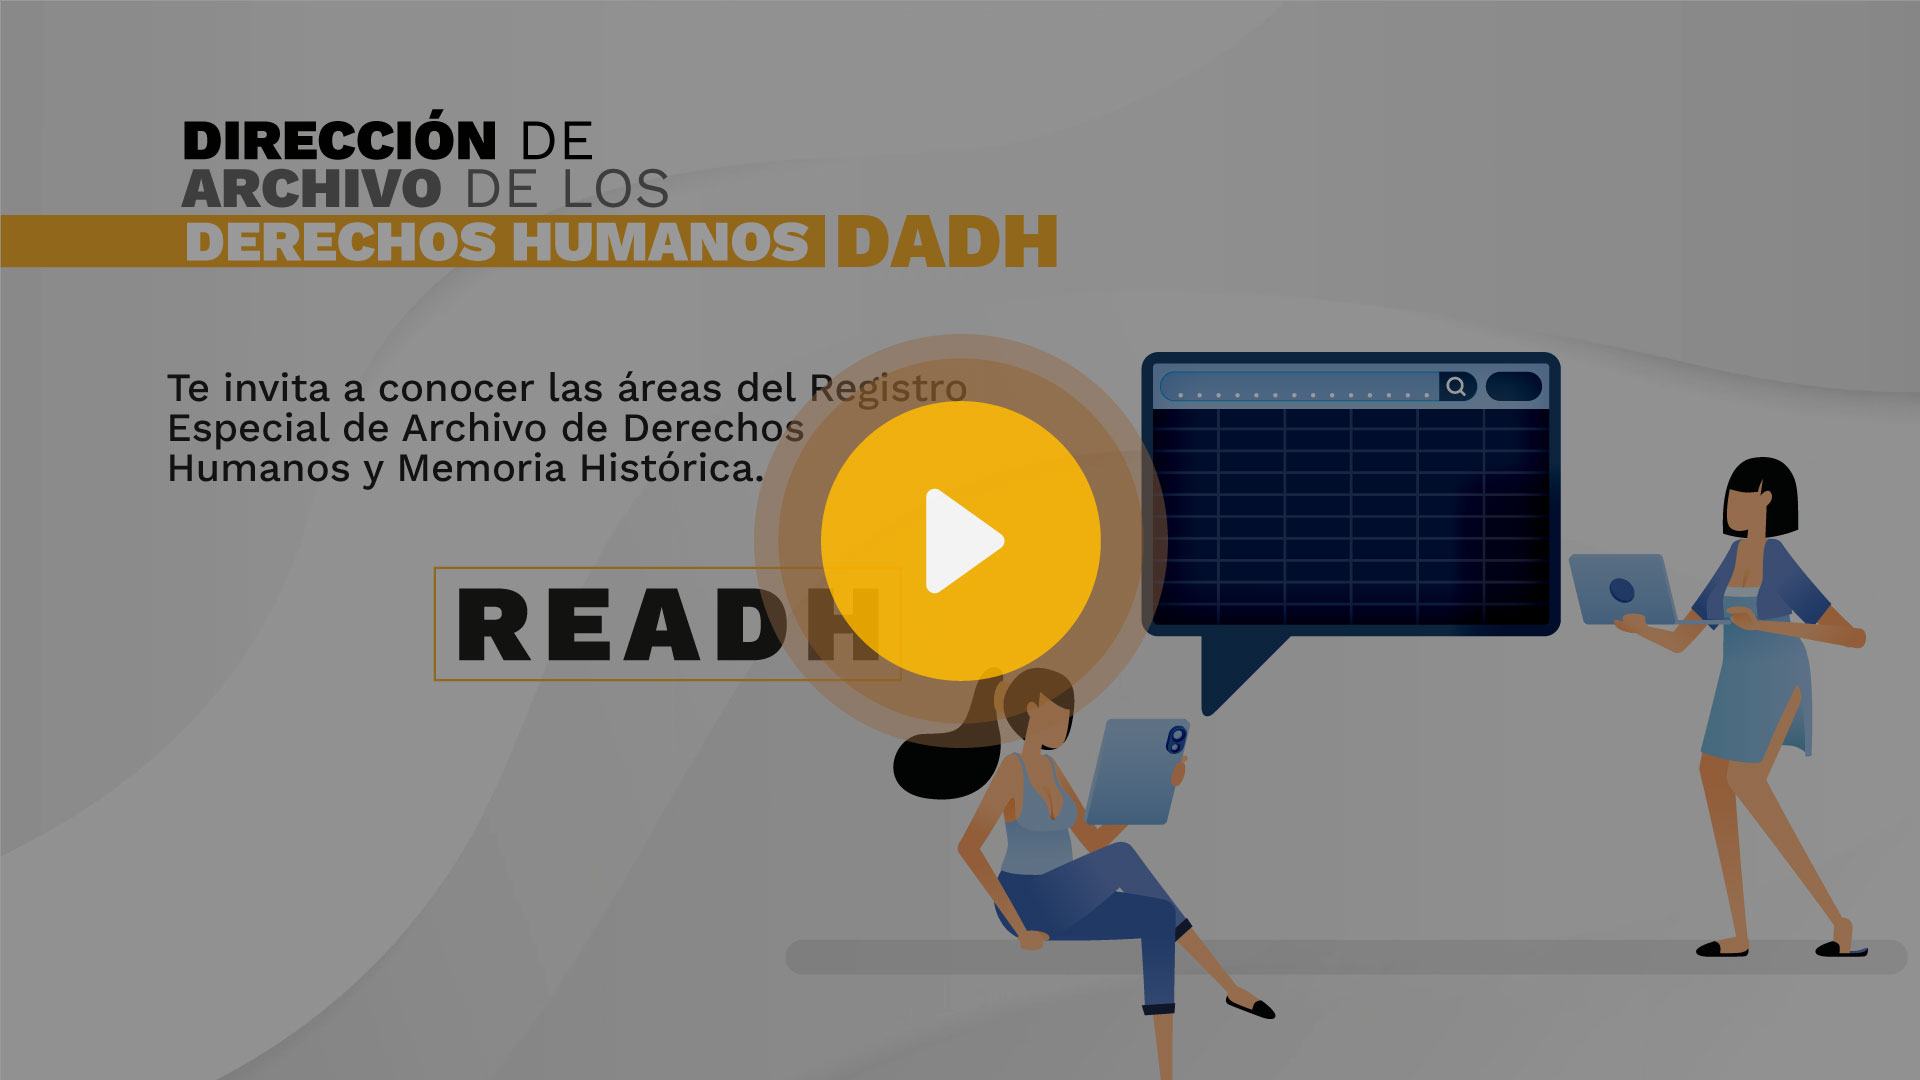 DIRECCIÓN DE
ARCHIVO DE LOS
DERECHOS HUMANOS DADH
Te invita a conocer las áreas del Registro
Especial de Archivo de Derechos
Humanos y Memoria Histórica.
READH